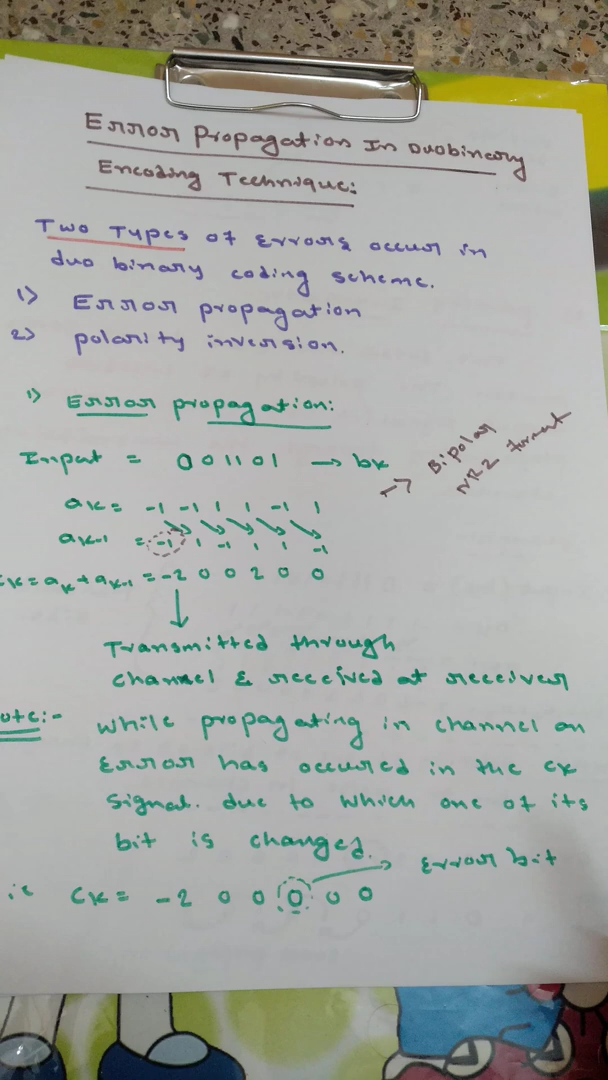 Error Propagation In Duobinary
Encoding Technique:
Two Types of Errors occur in
duo binary coding scheme.
1) Error propagation
2) polarity inversion.
1) Error propagation:
Input = 001101 → bk
→ Bipolar
NRZ format
ak = -1 -1 1 1 -1 1
ak-1 = -1 1 -1 1 1 -1
ck = ak + ak-1 = -2 0 0 2 0 0
Transmitted through
channel & received at receiver
ote:- While propagating in channel an
Error has occured in the ck
signal. due to which one of its
bit is changed.
Error bit
ie ck = -2 0 0 0 0 0